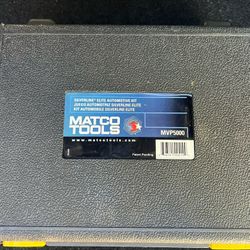 SILVERLINE® ELITE AUTOMOTIVE KIT
JUEGO AUTOMOTRIZ SILVERLINE ELITE
KIT AUTOMOBILE SILVERLINE ELITE
MATCO
TOOLS
MVP5000
www.matcotools.com
Patent Pending